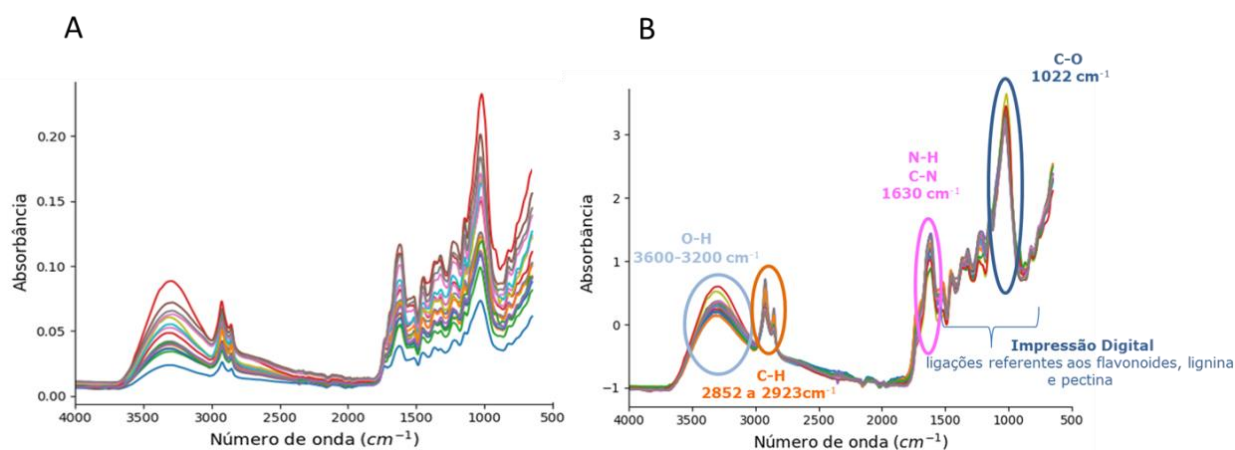 A
B
Absorbância
0.20
0.15
0.10
0.05
0.00
4000
3500
3000
2500
2000
1500
1000
500
Número de onda (cm⁻¹)
Absorbância
3
2
1
0
−1
4000
3500
3000
2500
2000
1500
1000
500
Número de onda (cm⁻¹)
C-O
1022 cm⁻¹
N-H
C-N
1630 cm⁻¹
O-H
3600-3200 cm⁻¹
C-H
2852 a 2923cm⁻¹
Impressão Digital
ligações referentes aos flavonoides, lignina
e pectina